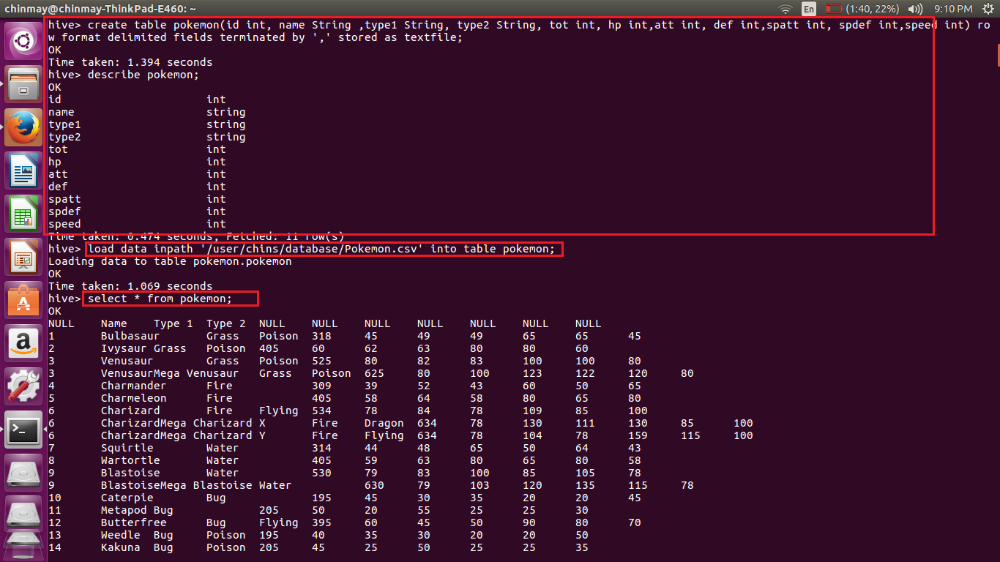 chinmay@chinmay-ThinkPad-E460: ~ En (1:40, 22%) 9:10 PM
hive> create table pokemon(id int, name String ,type1 String, type2 String, tot int, hp int,att int, def int,spatt int, spdef int,speed int) ro
w format delimited fields terminated by ',' stored as textfile;
OK
Time taken: 1.394 seconds
hive> describe pokemon;
OK
id int
name string
type1 string
type2 string
tot int
hp int
att int
def int
spatt int
spdef int
speed int
Time taken: 0.474 seconds, Fetched: 11 row(s)
hive> load data inpath '/user/chins/database/Pokemon.csv' into table pokemon;
Loading data to table pokemon.pokemon
OK
Time taken: 1.069 seconds
hive> select * from pokemon;
OK
NULL Name Type 1 Type 2 NULL NULL NULL NULL NULL NULL NULL
1 Bulbasaur Grass Poison 318 45 49 49 65 65 45
2 Ivysaur Grass Poison 405 60 62 63 80 80 60
3 Venusaur Grass Poison 525 80 82 83 100 100 80
3 VenusaurMega Venusaur Grass Poison 625 80 100 123 122 120 80
4 Charmander Fire 309 39 52 43 60 50 65
5 Charmeleon Fire 405 58 64 58 80 65 80
6 Charizard Fire Flying 534 78 84 78 109 85 100
6 CharizardMega Charizard X Fire Dragon 634 78 130 111 130 85 100
6 CharizardMega Charizard Y Fire Flying 634 78 104 78 159 115 100
7 Squirtle Water 314 44 48 65 50 64 43
8 Wartortle Water 405 59 63 80 65 80 58
9 Blastoise Water 530 79 83 100 85 105 78
9 BlastoiseMega Blastoise Water 630 79 103 120 135 115 78
10 Caterpie Bug 195 45 30 35 20 20 45
11 Metapod Bug 205 50 20 55 25 25 30
12 Butterfree Bug Flying 395 60 45 50 90 80 70
13 Weedle Bug Poison 195 40 35 30 20 20 50
14 Kakuna Bug Poison 205 45 25 50 25 25 35